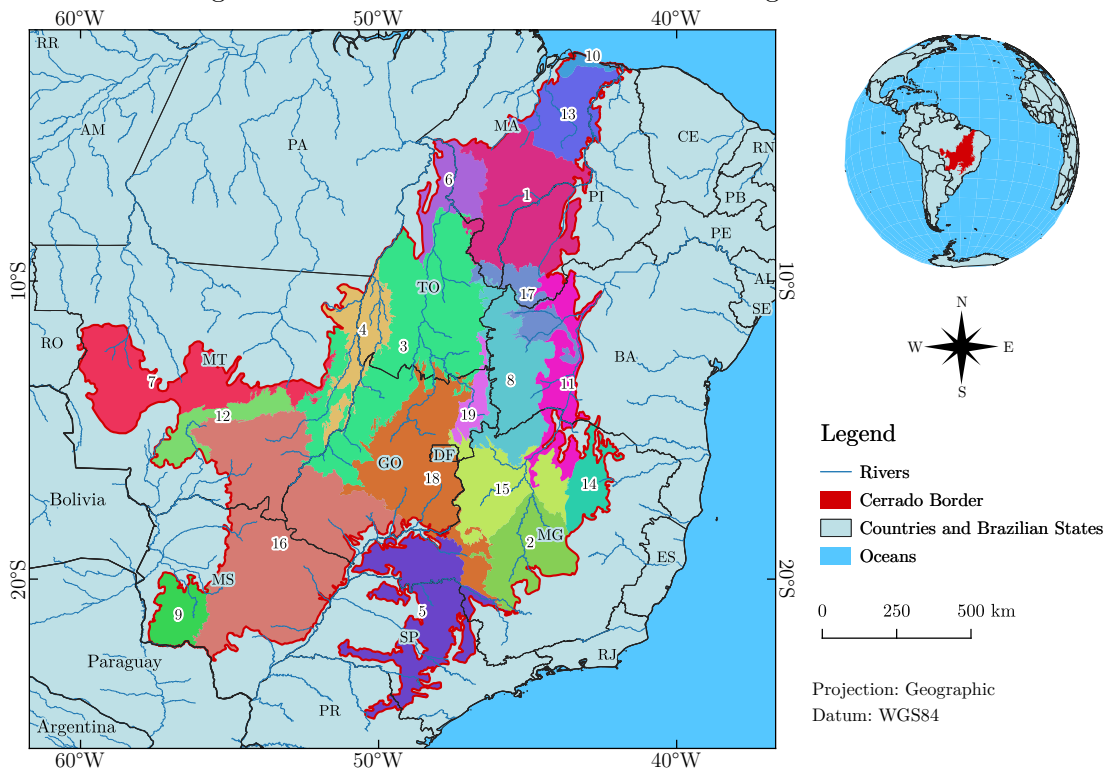 60°W 50°W 40°W
RR
10
AM
13
CE
MA
PA
RN
6
1
PI
PB
PE
10°S
TO
17
AL
10°S
SE
4
RO
3
BA
MT
7
8
11
12
19
DF
GO
18
15
14
Bolivia
2
MG
16
ES
20°S
MS
20°S
9
5
SP
RJ
Paraguay
PR
Argentina
60°W 50°W 40°W
N
W E
S
Legend
Rivers
Cerrado Border
Countries and Brazilian States
Oceans
0 250 500 km
Projection: Geographic
Datum: WGS84